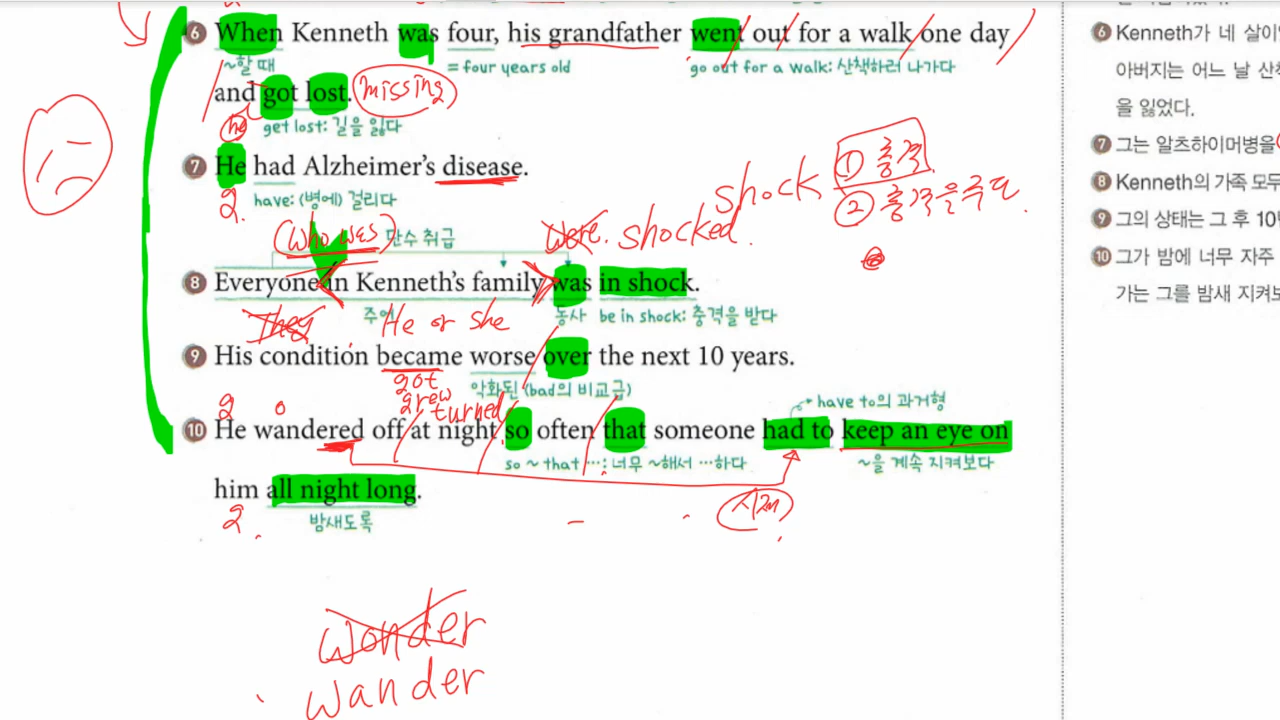 6 When Kenneth was four, his grandfather went out for a walk one day
~할 때
= four years old
go out for a walk: 산책하러 나가다
and got lost. missing
he
get lost: 길을 잃다
7 He had Alzheimer's disease.
have: (병에) 걸리다
shock ① 충격
② 충격을 주다.
(who was) 단수 취급
were. shocked.
8 Everyone in Kenneth's family was in shock.
They
주어
He or she
동사
be in shock: 충격을 받다
9 His condition became worse over the next 10 years.
got
악화된 (bad의 비교급)
grew
turned
have to의 과거형
10 He wandered off at night so often that someone had to keep an eye on
so ~ that …: 너무 ~해서 …하다
~을 계속 지켜보다
him all night long.
밤새도록
시제
wonder
wander
6 Kenneth가 네 살이
아버지는 어느 날 산
을 잃었다.
7 그는 알츠하이머병을
8 Kenneth의 가족 모두
9 그의 상태는 그 후 10
10 그가 밤에 너무 자주
가는 그를 밤새 지켜보